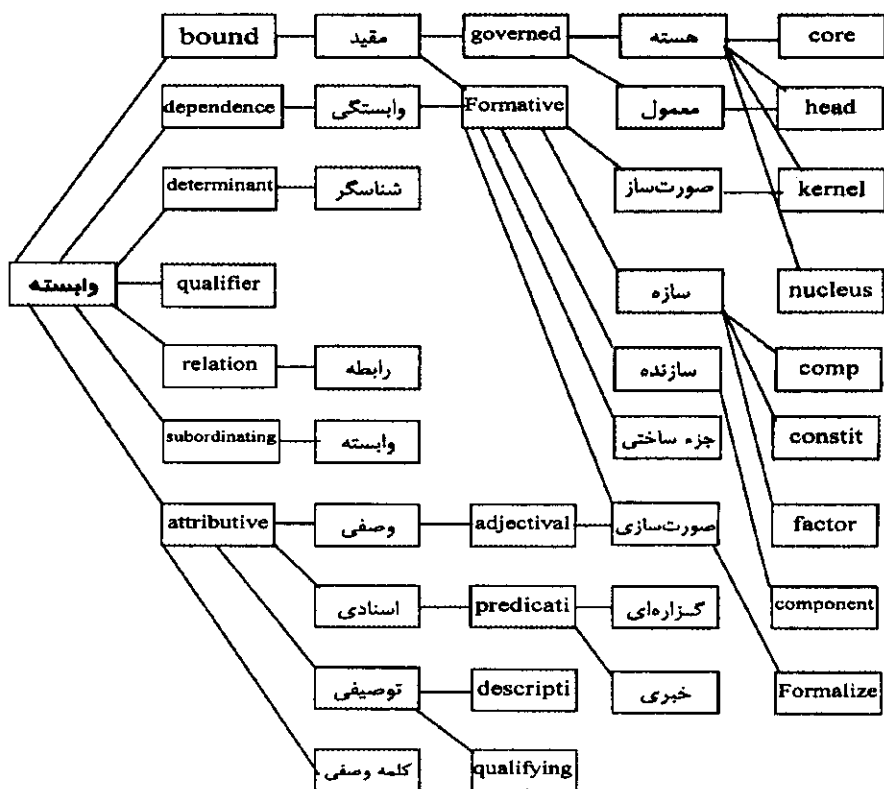 bound مقید governed هسته core
dependence وابستگی Formative معمول head
determinant شناسگر صورت‌ساز kernel
وابسته qualifier سازه nucleus
relation رابطه سازنده comp
subordinating وابسته جزء ساختی constit
attributive وصفی adjectival صورت‌سازی factor
اسنادی predicati گزاره‌ای component
توصیفی descripti خبری Formalize
کلمه وصفی qualifying